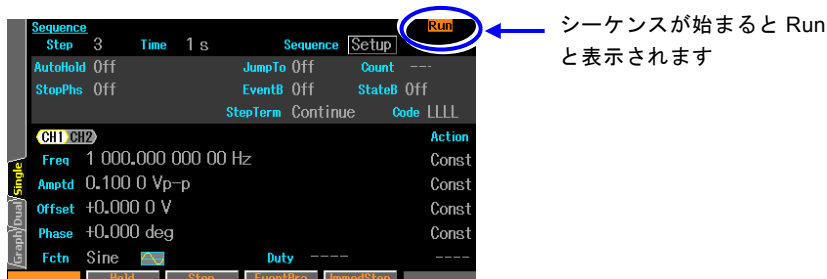 Sequence Run
Step 3 Time 1 s Sequence Setup
AutoHold Off JumpTo Off Count ---
StopPhs Off EventB Off StateB Off
StepTerm Continue Code LLLL
CH1 CH2 Action
Freq 1 000.000 000 00 Hz Const
Amptd 0.100 0 Vp-p Const
Offset +0.000 0 V Const
Phase +0.000 deg Const
Fctn Sine Duty ---- ----
Hold Stop EventBra ImmedStop
Single
Graph/Dual
シーケンスが始まると Run
と表示されます